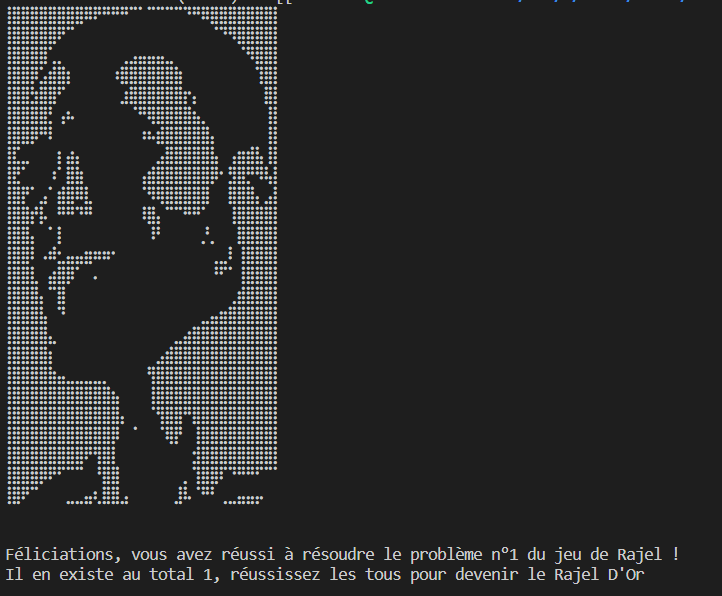 Féliciations, vous avez réussi à résoudre le problème n°1 du jeu de Rajel !
Il en existe au total 1, réussissez les tous pour devenir le Rajel D'Or